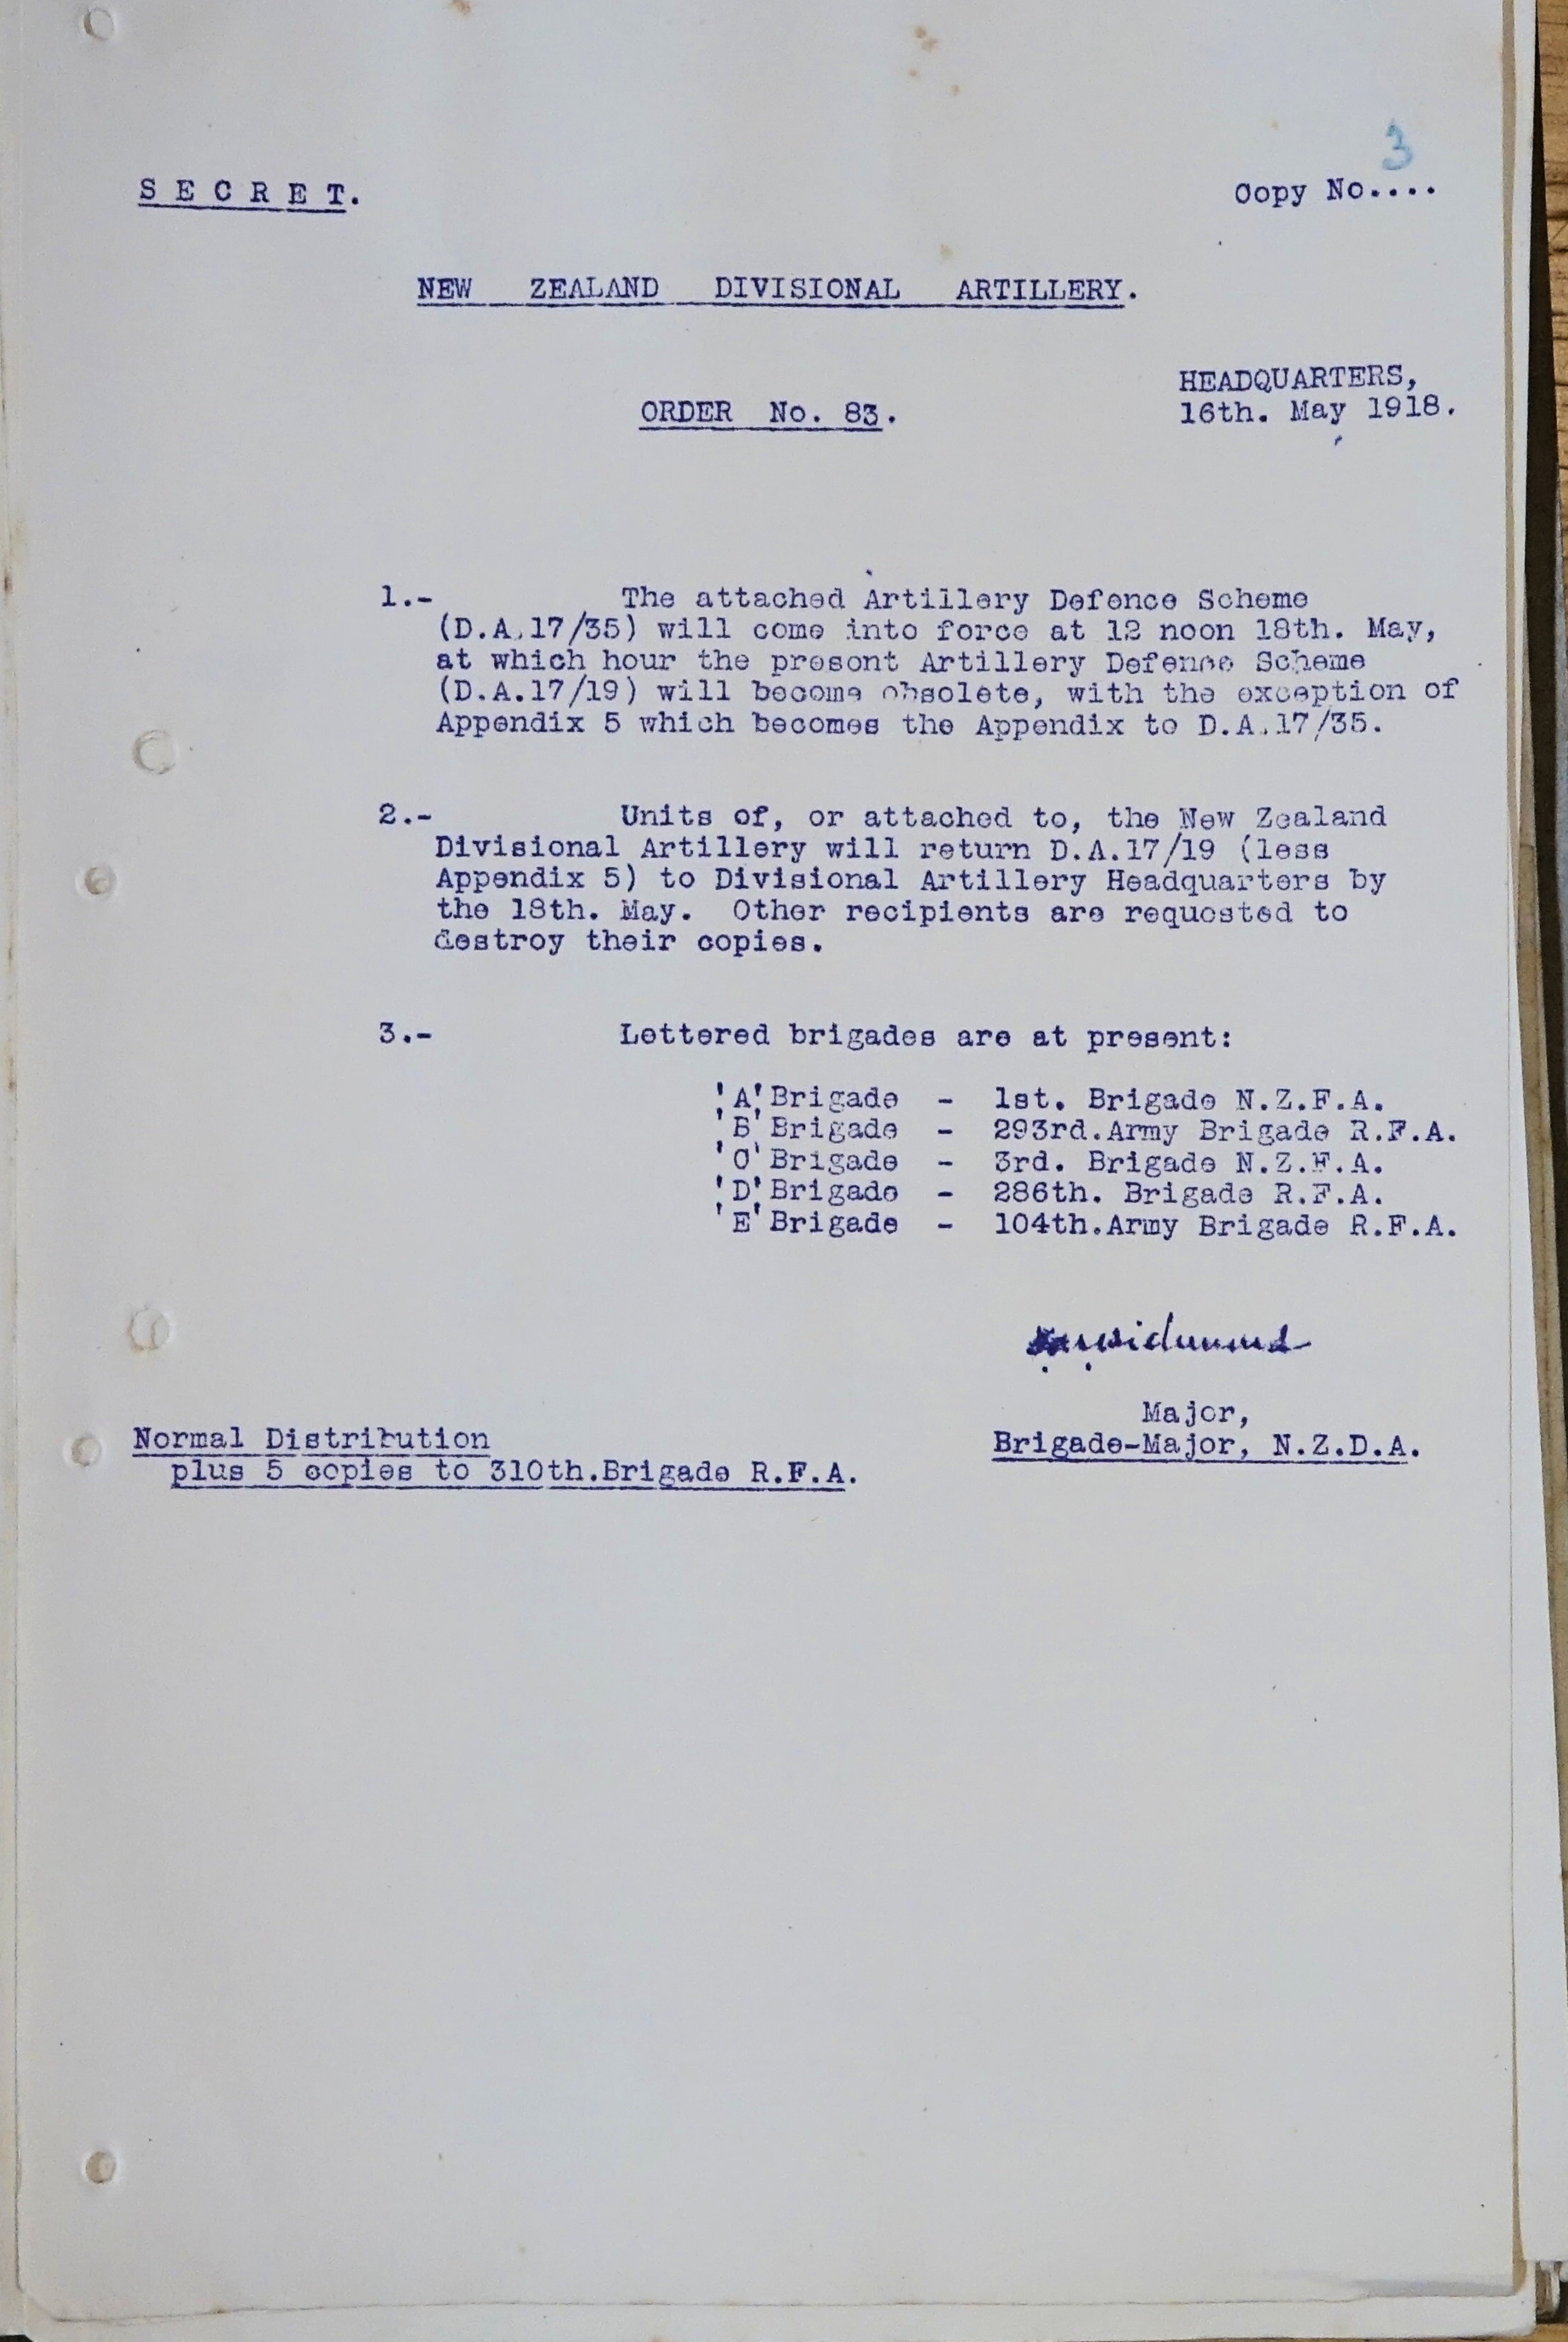 3
SECRET.
Copy No....
NEW ZEALAND DIVISIONAL ARTILLERY.
HEADQUARTERS,
ORDER No. 83.
16th. May 1918.
1.- The attached Artillery Defence Scheme
(D.A.17/35) will come into force at 12 noon 18th. May,
at which hour the present Artillery Defence Scheme
(D.A.17/19) will become obsolete, with the exception of
Appendix 5 which becomes the Appendix to D.A.17/35.
2.- Units of, or attached to, the New Zealand
Divisional Artillery will return D.A.17/19 (less
Appendix 5) to Divisional Artillery Headquarters by
the 18th. May. Other recipients are requested to
destroy their copies.
3.- Lettered brigades are at present:
'A' Brigade - 1st. Brigade N.Z.F.A.
'B' Brigade - 293rd.Army Brigade R.F.A.
'C' Brigade - 3rd. Brigade N.Z.F.A.
'D' Brigade - 286th. Brigade R.F.A.
'E' Brigade - 104th.Army Brigade R.F.A.
Major,
Brigade-Major, N.Z.D.A.
Normal Distribution
plus 5 copies to 310th.Brigade R.F.A.